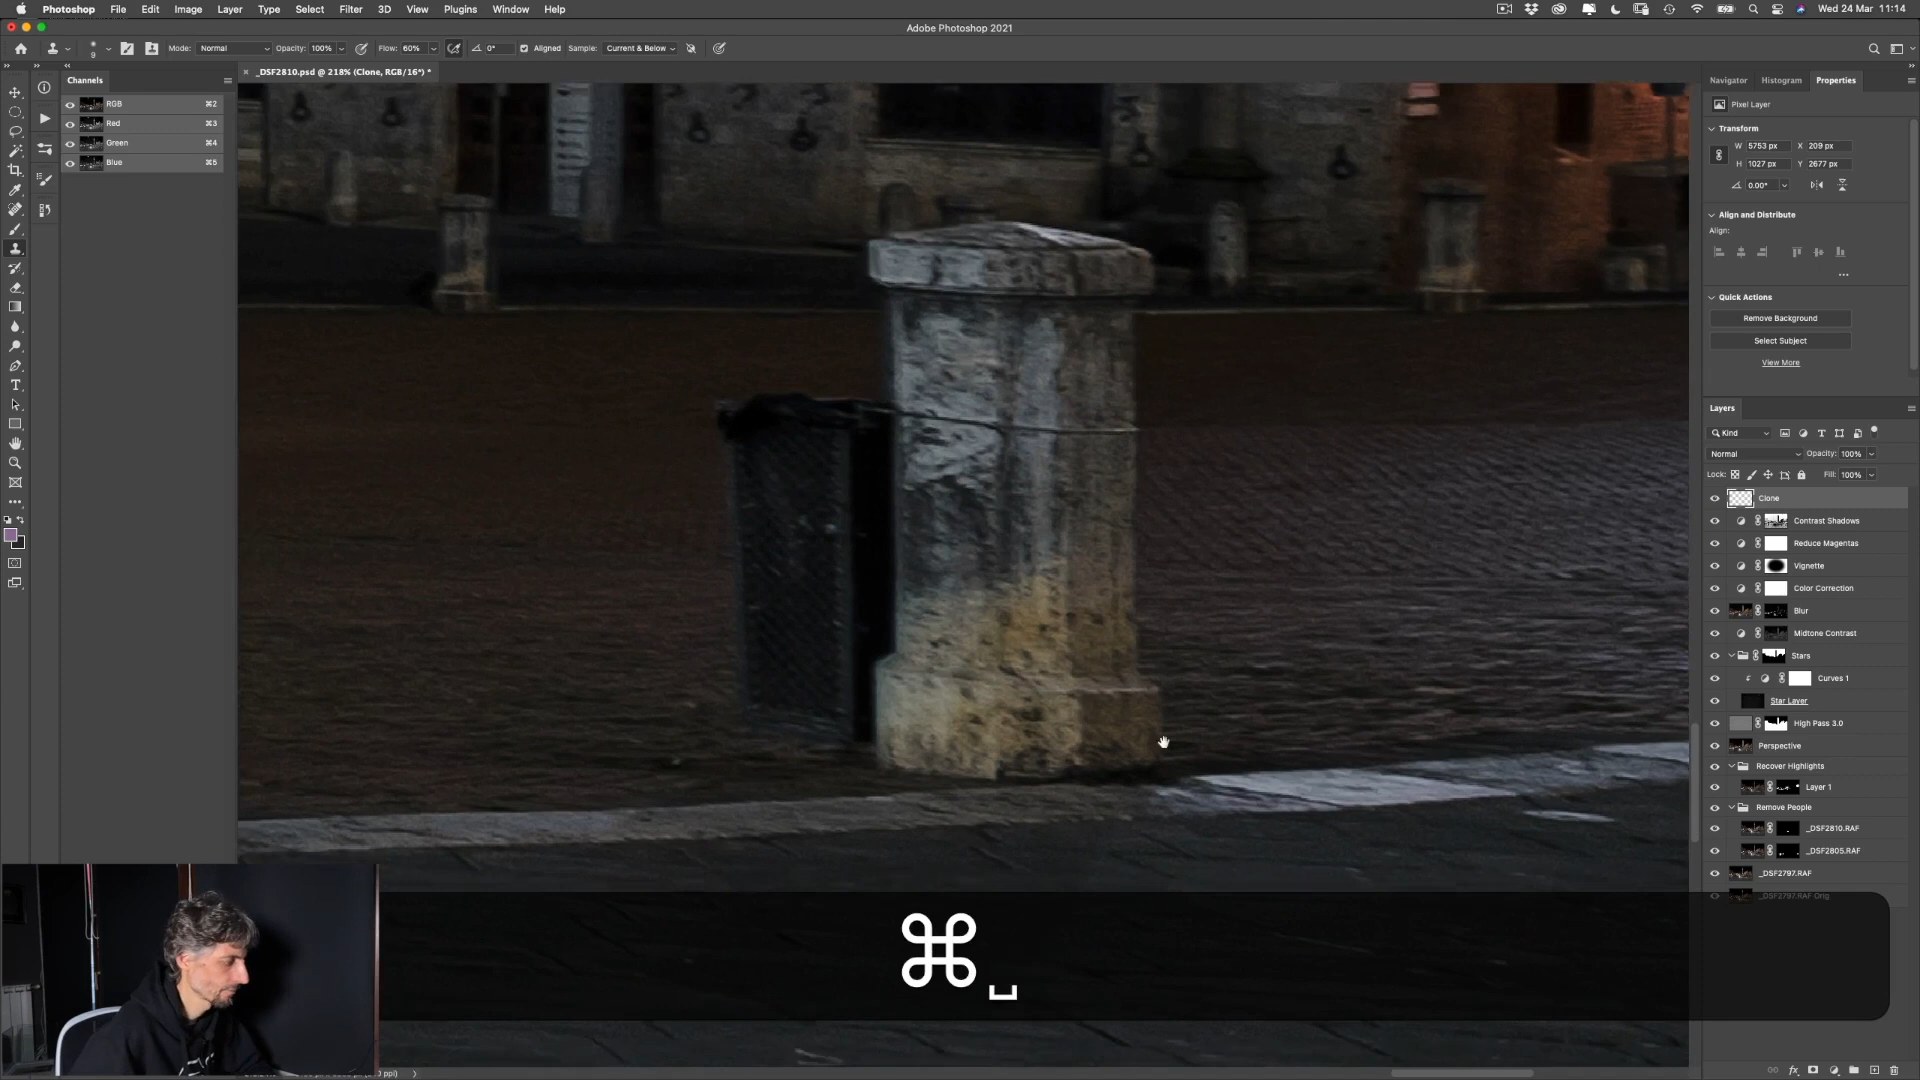 Photoshop File Edit Image Layer Type Select Filter 3D View Plugins Window Help Wed 24 Mar 11:14
Adobe Photoshop 2021
9 Mode: Normal Opacity: 100% Flow: 60% 0° Aligned Sample: Current & Below
_DSF2810.psd @ 218% (Clone, RGB/16*) *
Channels
RGB ⌘2
Red ⌘3
Green ⌘4
Blue ⌘5
Navigator Histogram Properties
Pixel Layer
Transform
W 5753 px X 209 px
H 1027 px Y 2677 px
0.00°
Align and Distribute
Align:
Quick Actions
Remove Background
Select Subject
View More
Layers
Kind
Normal Opacity: 100%
Lock: Fill: 100%
Clone
Contrast Shadows
Reduce Magentas
Vignette
Color Correction
Blur
Midtone Contrast
Stars
Curves 1
Star Layer
High Pass 3.0
Perspective
Recover Highlights
Layer 1
Remove People
_DSF2810.RAF
_DSF2805.RAF
_DSF2797.RAF
_DSF2797.RAF Orig
⌘